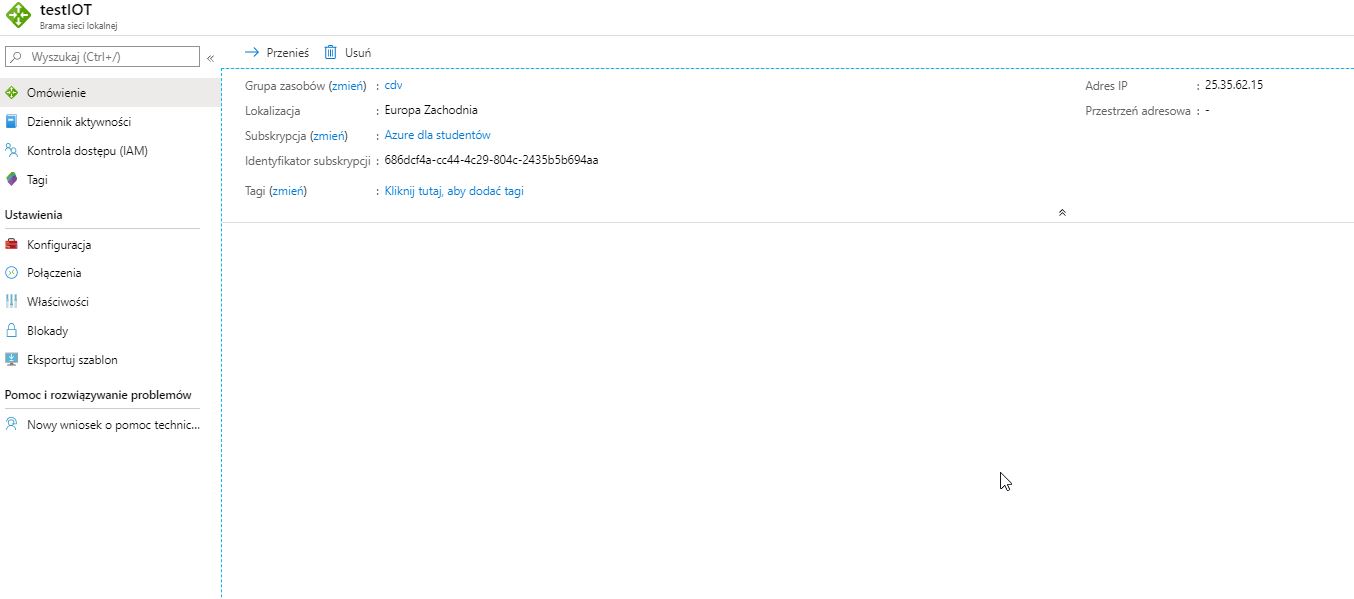 testIOT
Brama sieci lokalnej
Wyszukaj (Ctrl+/)
«
Przenieś
Usuń
Omówienie
Dziennik aktywności
Kontrola dostępu (IAM)
Tagi
Ustawienia
Konfiguracja
Połączenia
Właściwości
Blokady
Eksportuj szablon
Pomoc i rozwiązywanie problemów
Nowy wniosek o pomoc technic...
Grupa zasobów (zmień) : cdv
Lokalizacja : Europa Zachodnia
Subskrypcja (zmień) : Azure dla studentów
Identyfikator subskrypcji : 686dcf4a-cc44-4c29-804c-2435b5b694aa
Tagi (zmień) : Kliknij tutaj, aby dodać tagi
Adres IP : 25.35.62.15
Przestrzeń adresowa : -